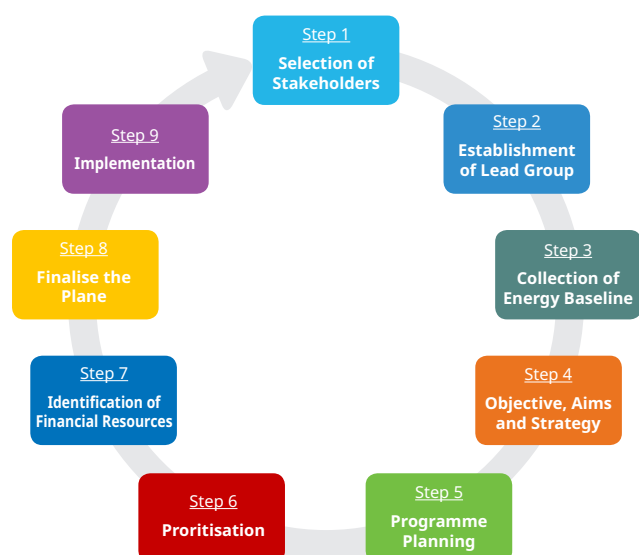 Step 1
Selection of
Stakeholders
Step 2
Establishment
of Lead Group
Step 3
Collection of
Energy Baseline
Step 4
Objective, Aims
and Strategy
Step 5
Programme
Planning
Step 6
Proritisation
Step 7
Identification of
Financial Resources
Step 8
Finalise the
Plane
Step 9
Implementation